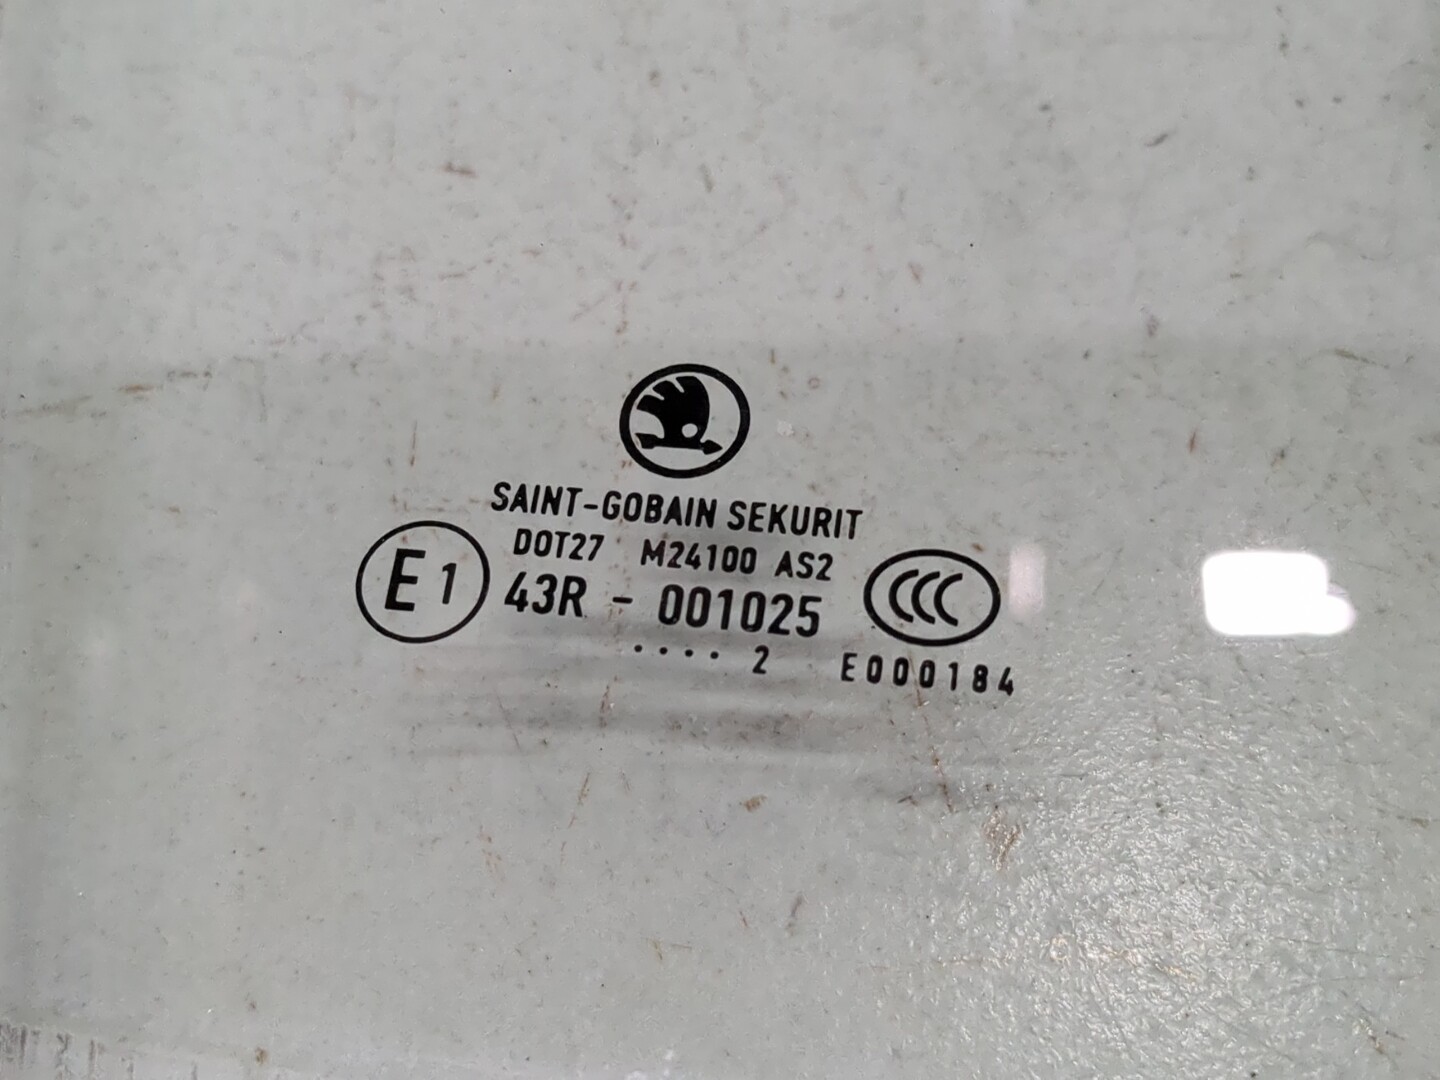 SAINT-GOBAIN SEKURIT
DOT27 M24100 AS2
E1 43R - 001025 CCC
.... 2 E000184